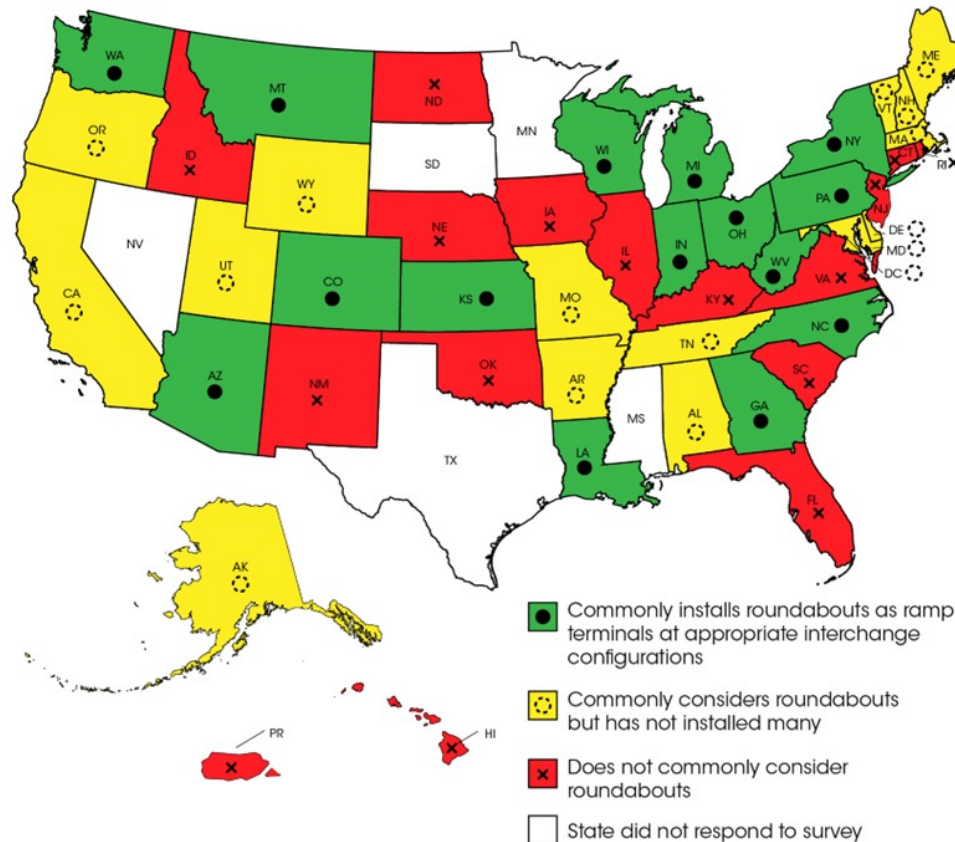 WA
MT
ND
MN
ME
VT
NH
OR
ID
WY
SD
WI
MI
NY
MA
CT
RI
NE
IA
PA
NJ
NV
UT
CO
KS
MO
IL
IN
OH
WV
VA
DE
MD
DC
CA
KY
AZ
NM
OK
AR
TN
NC
SC
TX
LA
MS
AL
GA
FL
AK
PR
HI
Commonly installs roundabouts as ramp
terminals at appropriate interchange
configurations
Commonly considers roundabouts
but has not installed many
Does not commonly consider
roundabouts
State did not respond to survey